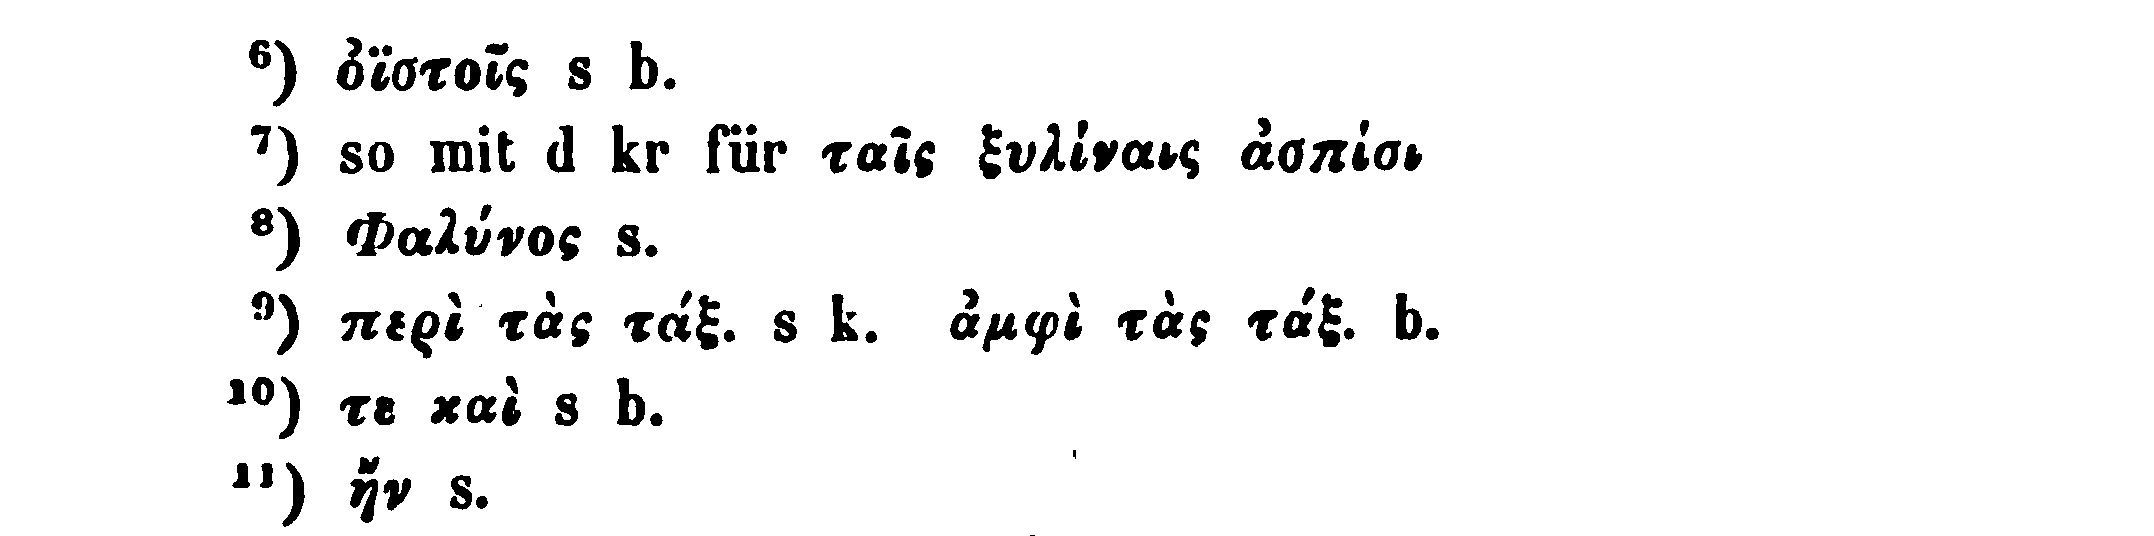 ⁶) ὀϊστοῖς s b.
⁷) so mit d kr für ταῖς ξυλίναις ἀσπίσι
⁸) Φαλύνος s.
⁹) περὶ τὰς τάξ. s k. ἀμφὶ τὰς τάξ. b.
¹⁰) τε καὶ s b.
¹¹) ἤν s.